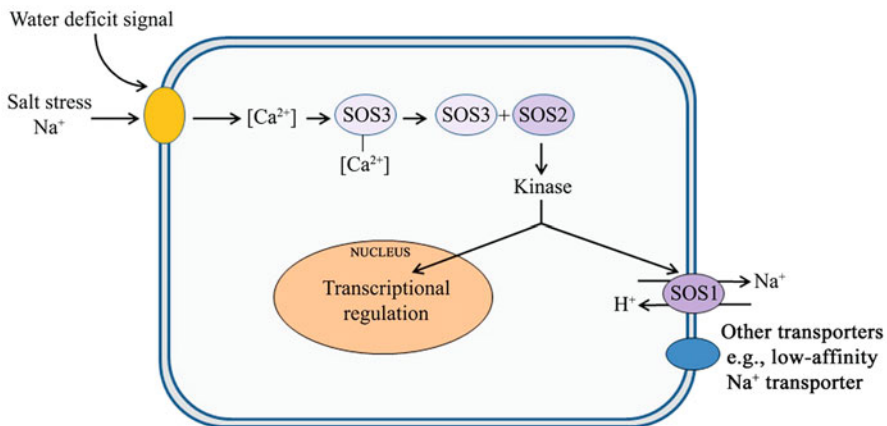 Water deficit signal
Salt stress
Na⁺
[Ca²⁺]
SOS3
[Ca²⁺]
SOS3 + SOS2
Kinase
NUCLEUS
Transcriptional
regulation
SOS1
Na⁺
H⁺
Other transporters
e.g., low-affinity
Na⁺ transporter